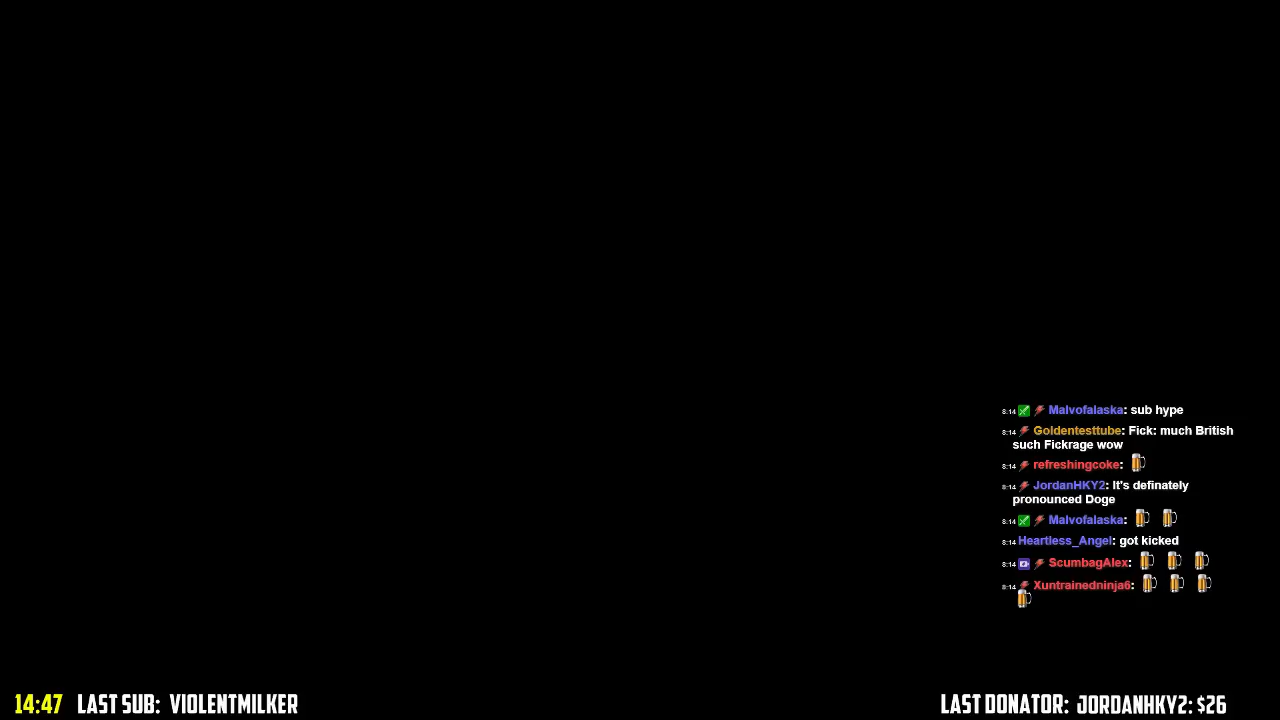 8:14 Malvofalaska: sub hype
8:14 Goldentesttube: Fick: much British
such Fickrage wow
8:14 refreshingcoke:
8:14 JordanHKY2: It's definately
pronounced Doge
8:14 Malvofalaska:
8:14 Heartless_Angel: got kicked
8:14 ScumbagAlex:
8:14 Xuntrainedninja6:
14:47 LAST SUB: VIOLENTMILKER
LAST DONATOR: JORDANHKY2: $26